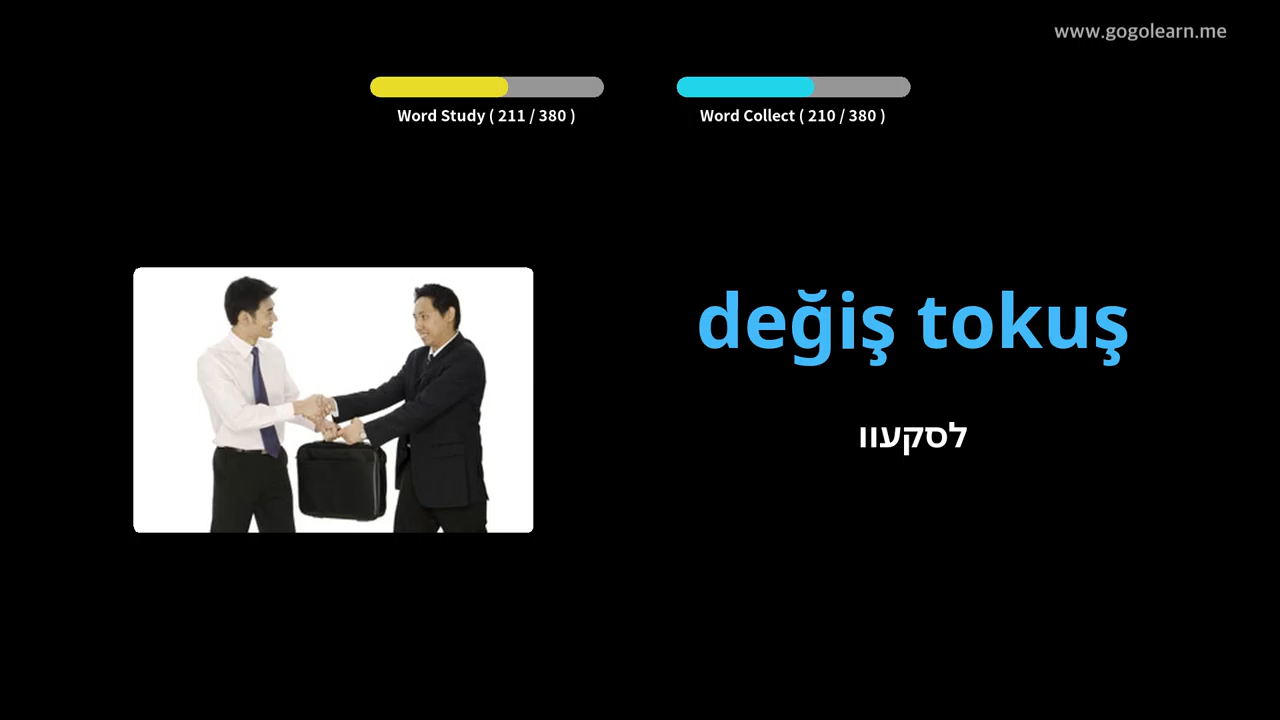 www.gogolearn.me
Word Study ( 211 / 380 )
Word Collect ( 210 / 380 )
değiş tokuş
לסקעוו